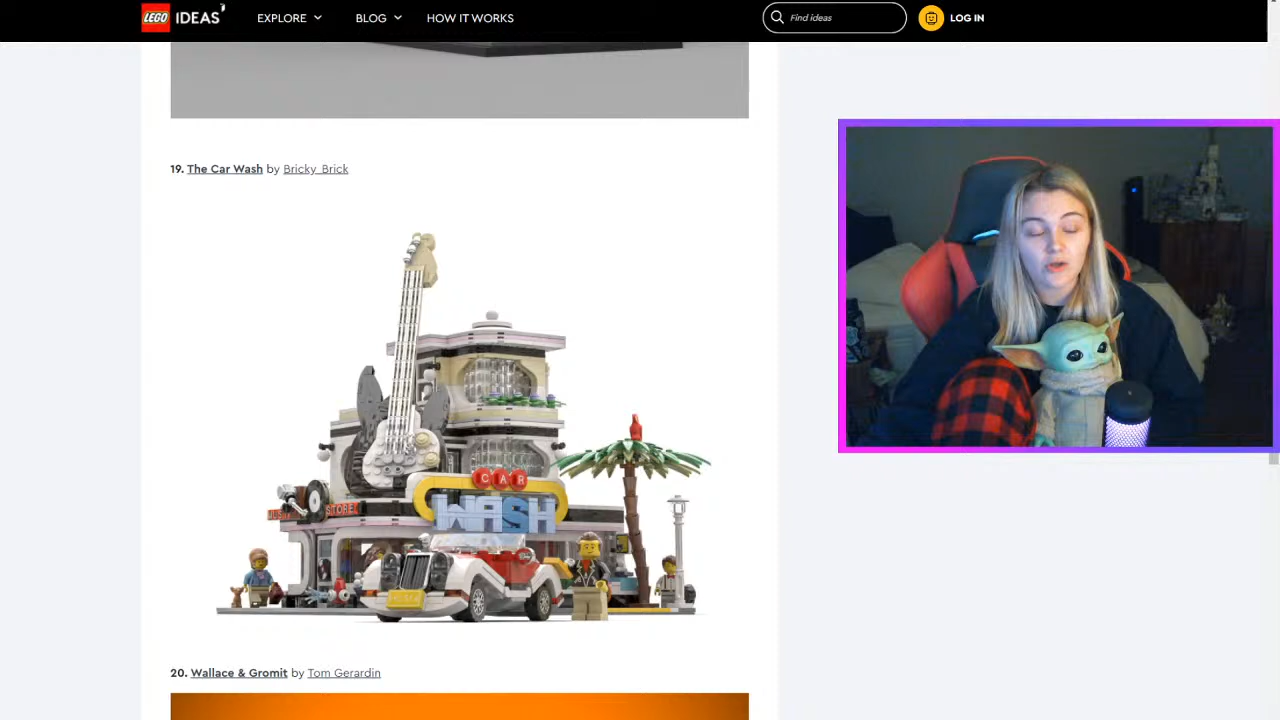 LEGO IDEAS
EXPLORE
BLOG
HOW IT WORKS
Find ideas
LOG IN
19. The Car Wash by Bricky_Brick
CAR
WASH
STORE
20. Wallace & Gromit by Tom Gerardin